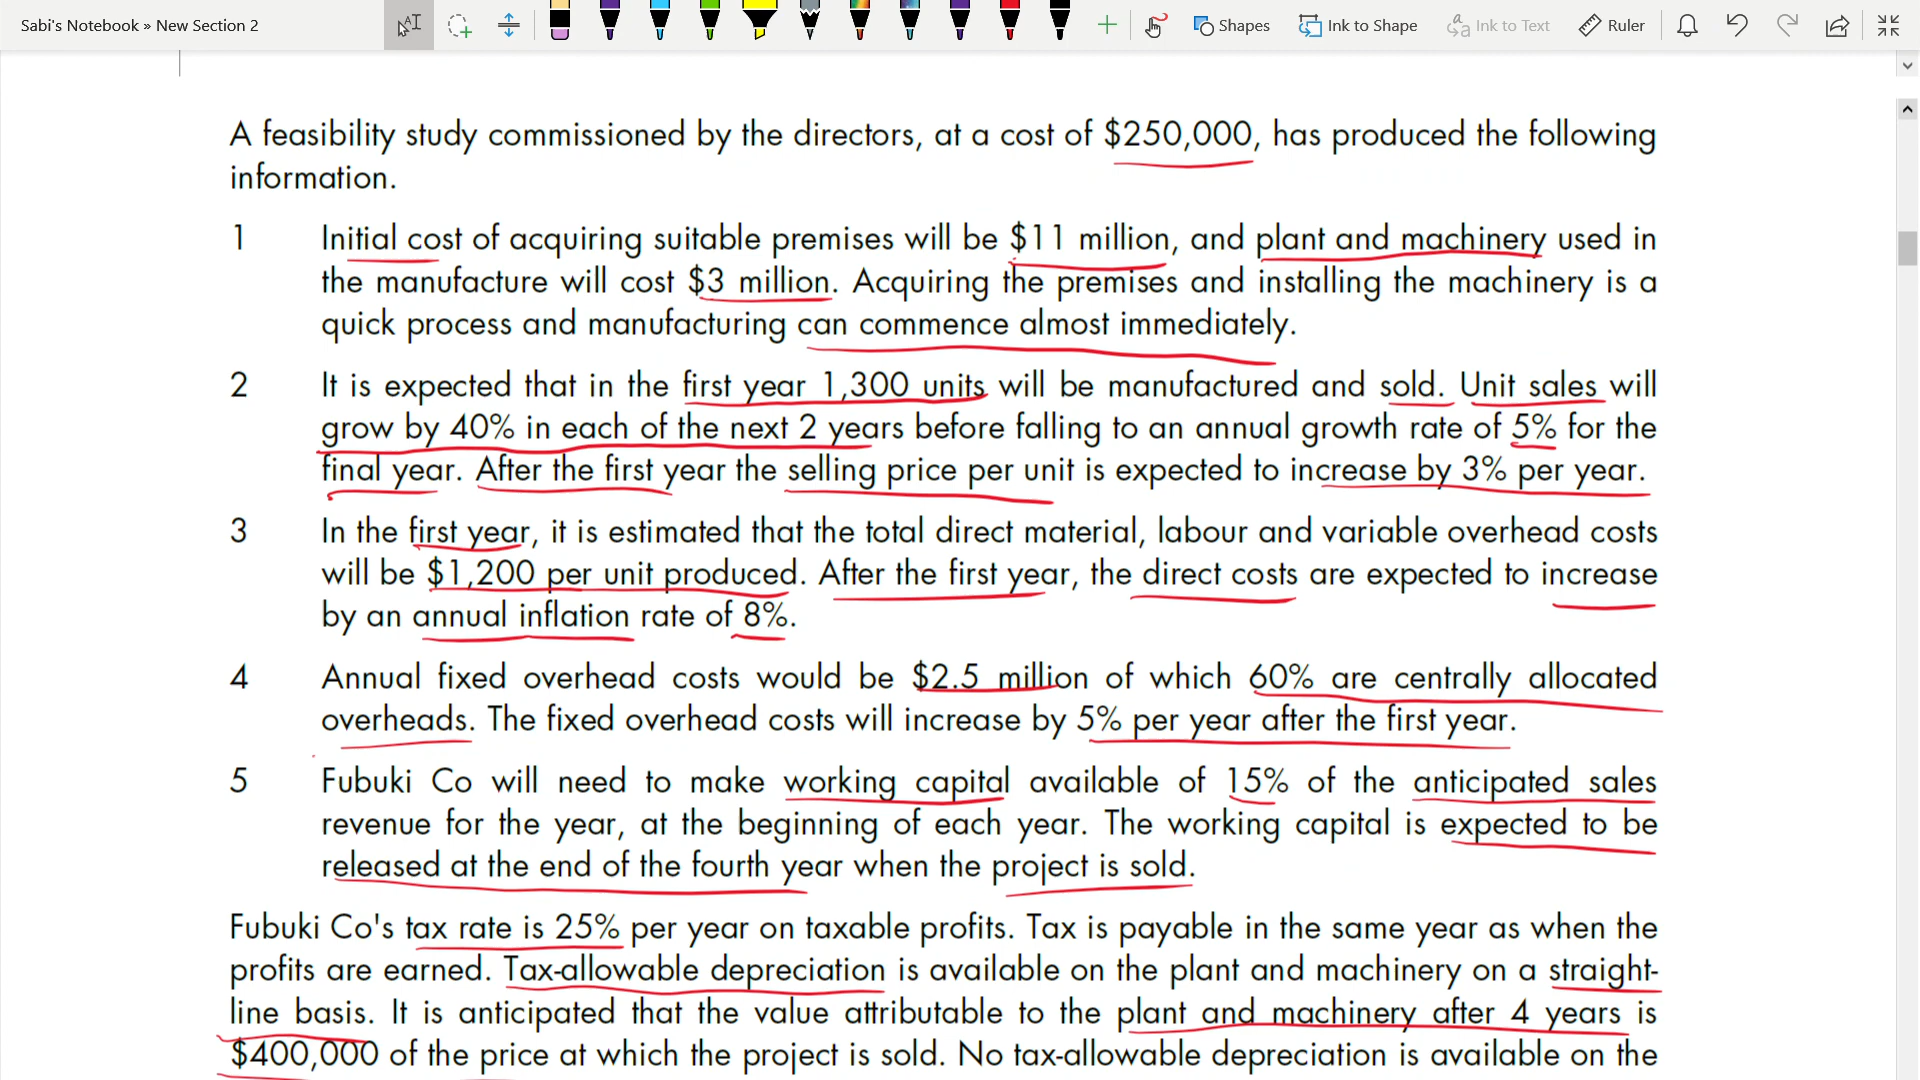 Sabi's Notebook » New Section 2
Shapes
Ink to Shape
Ink to Text
Ruler
A feasibility study commissioned by the directors, at a cost of $250,000, has produced the following
information.
1 Initial cost of acquiring suitable premises will be $11 million, and plant and machinery used in
the manufacture will cost $3 million. Acquiring the premises and installing the machinery is a
quick process and manufacturing can commence almost immediately.
2 It is expected that in the first year 1,300 units will be manufactured and sold. Unit sales will
grow by 40% in each of the next 2 years before falling to an annual growth rate of 5% for the
final year. After the first year the selling price per unit is expected to increase by 3% per year.
3 In the first year, it is estimated that the total direct material, labour and variable overhead costs
will be $1,200 per unit produced. After the first year, the direct costs are expected to increase
by an annual inflation rate of 8%.
4 Annual fixed overhead costs would be $2.5 million of which 60% are centrally allocated
overheads. The fixed overhead costs will increase by 5% per year after the first year.
5 Fubuki Co will need to make working capital available of 15% of the anticipated sales
revenue for the year, at the beginning of each year. The working capital is expected to be
released at the end of the fourth year when the project is sold.
Fubuki Co's tax rate is 25% per year on taxable profits. Tax is payable in the same year as when the
profits are earned. Tax-allowable depreciation is available on the plant and machinery on a straight-
line basis. It is anticipated that the value attributable to the plant and machinery after 4 years is
$400,000 of the price at which the project is sold. No tax-allowable depreciation is available on the